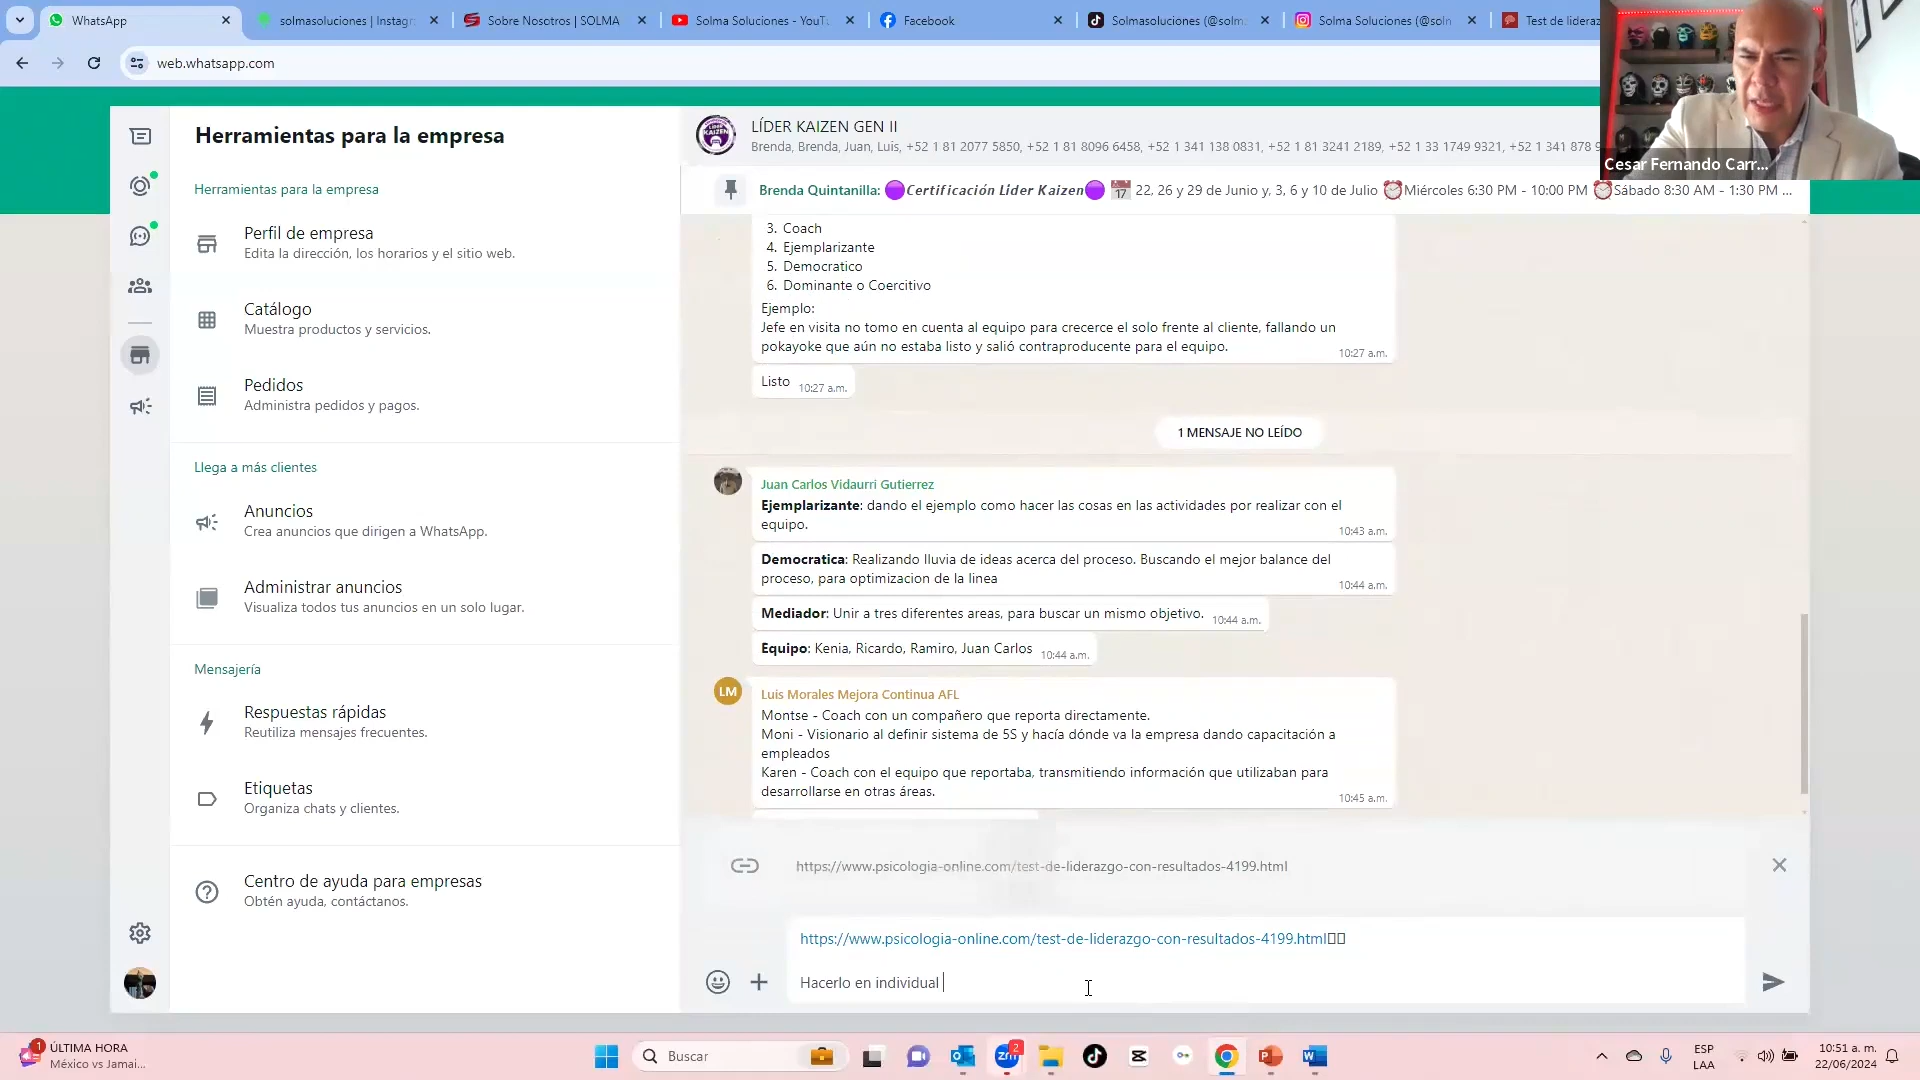 WhatsApp
solmasoluciones | Instagr
Sobre Nosotros | SOLMA
Solma Soluciones - YouTu
Facebook
Solmasoluciones (@solm
Solma Soluciones (@soln
Test de lideraz
web.whatsapp.com
Cesar Fernando Carr...
Herramientas para la empresa
Herramientas para la empresa
Perfil de empresa
Edita la dirección, los horarios y el sitio web.
Catálogo
Muestra productos y servicios.
Pedidos
Administra pedidos y pagos.
Llega a más clientes
Anuncios
Crea anuncios que dirigen a WhatsApp.
Administrar anuncios
Visualiza todos tus anuncios en un solo lugar.
Mensajería
Respuestas rápidas
Reutiliza mensajes frecuentes.
Etiquetas
Organiza chats y clientes.
Centro de ayuda para empresas
Obtén ayuda, contáctanos.
LÍDER KAIZEN GEN II
Brenda, Brenda, Juan, Luis, +52 1 81 2077 5850, +52 1 81 8096 6458, +52 1 341 138 0831, +52 1 81 3241 2189, +52 1 33 1749 9321, +52 1 341 878 9
Brenda Quintanilla: 🟣Certificación Lider Kaizen🟣 📅 22, 26 y 29 de Junio y, 3, 6 y 10 de Julio ⏰Miércoles 6:30 PM - 10:00 PM ⏰Sábado 8:30 AM - 1:30 PM ...
3. Coach
4. Ejemplarizante
5. Democratico
6. Dominante o Coercitivo
Ejemplo:
Jefe en visita no tomo en cuenta al equipo para crecerce el solo frente al cliente, fallando un
pokayoke que aún no estaba listo y salió contraproducente para el equipo. 10:27 a.m.
Listo 10:27 a.m.
1 MENSAJE NO LEÍDO
Juan Carlos Vidaurri Gutierrez
Ejemplarizante: dando el ejemplo como hacer las cosas en las actividades por realizar con el
equipo. 10:43 a.m.
Democratica: Realizando lluvia de ideas acerca del proceso. Buscando el mejor balance del
proceso, para optimizacion de la linea 10:44 a.m.
Mediador: Unir a tres diferentes areas, para buscar un mismo objetivo. 10:44 a.m.
Equipo: Kenia, Ricardo, Ramiro, Juan Carlos 10:44 a.m.
LM
Luis Morales Mejora Continua AFL
Montse - Coach con un compañero que reporta directamente.
Moni - Visionario al definir sistema de 5S y hacía dónde va la empresa dando capacitación a
empleados
Karen - Coach con el equipo que reportaba, transmitiendo información que utilizaban para
desarrollarse en otras áreas. 10:45 a.m.
https://www.psicologia-online.com/test-de-liderazgo-con-resultados-4199.html
https://www.psicologia-online.com/test-de-liderazgo-con-resultados-4199.html
Hacerlo en individual
1
ÚLTIMA HORA
México vs Jamai...
Buscar
zm
2
ESP
LAA
10:51 a. m.
22/06/2024